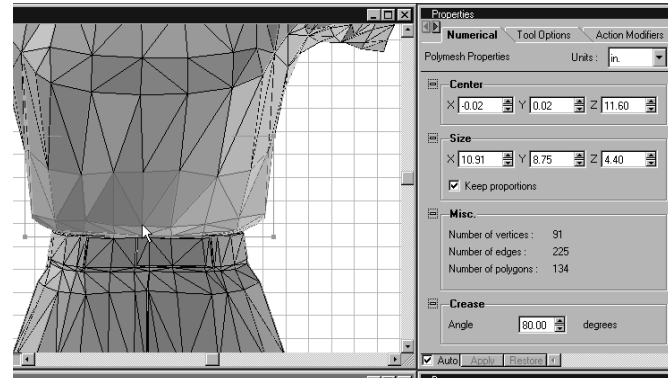 Properties
Numerical Tool Options Action Modifiers
Polymesh Properties Units : in.
Center
X -0.02 Y 0.02 Z 11.60
Size
X 10.91 Y 8.75 Z 4.40
Keep proportions
Misc.
Number of vertices : 91
Number of edges : 225
Number of polygons : 134
Crease
Angle 80.00 degrees
Auto Apply Restore